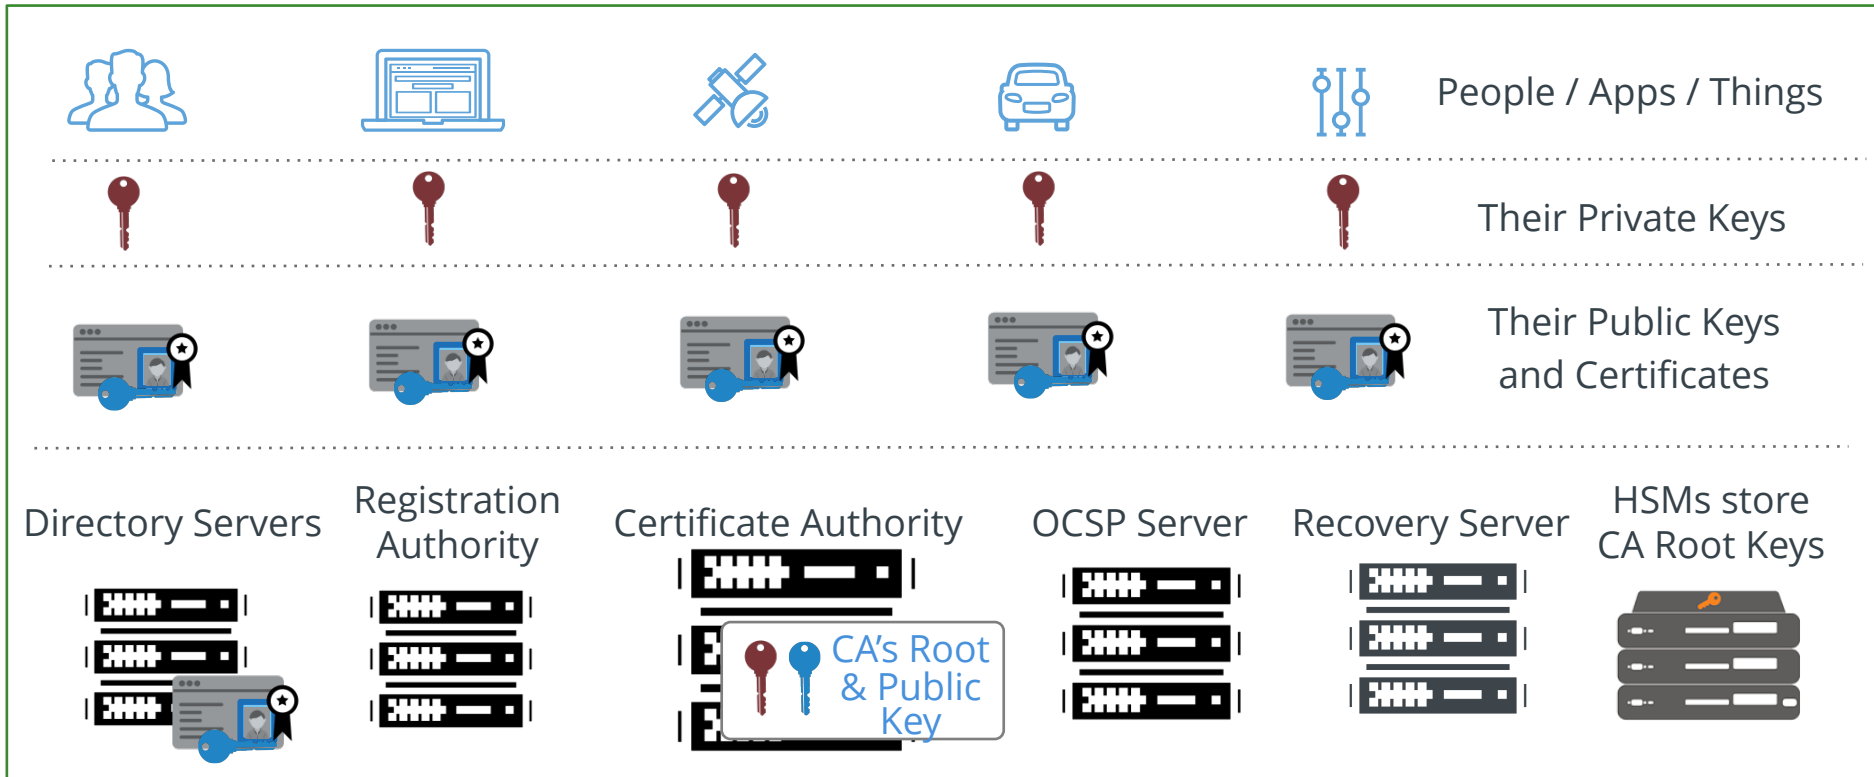 People / Apps / Things
Their Private Keys
Their Public Keys
and Certificates
Directory Servers
Registration
Authority
Certificate Authority
OCSP Server
Recovery Server
HSMs store
CA Root Keys
CA’s Root
& Public
Key